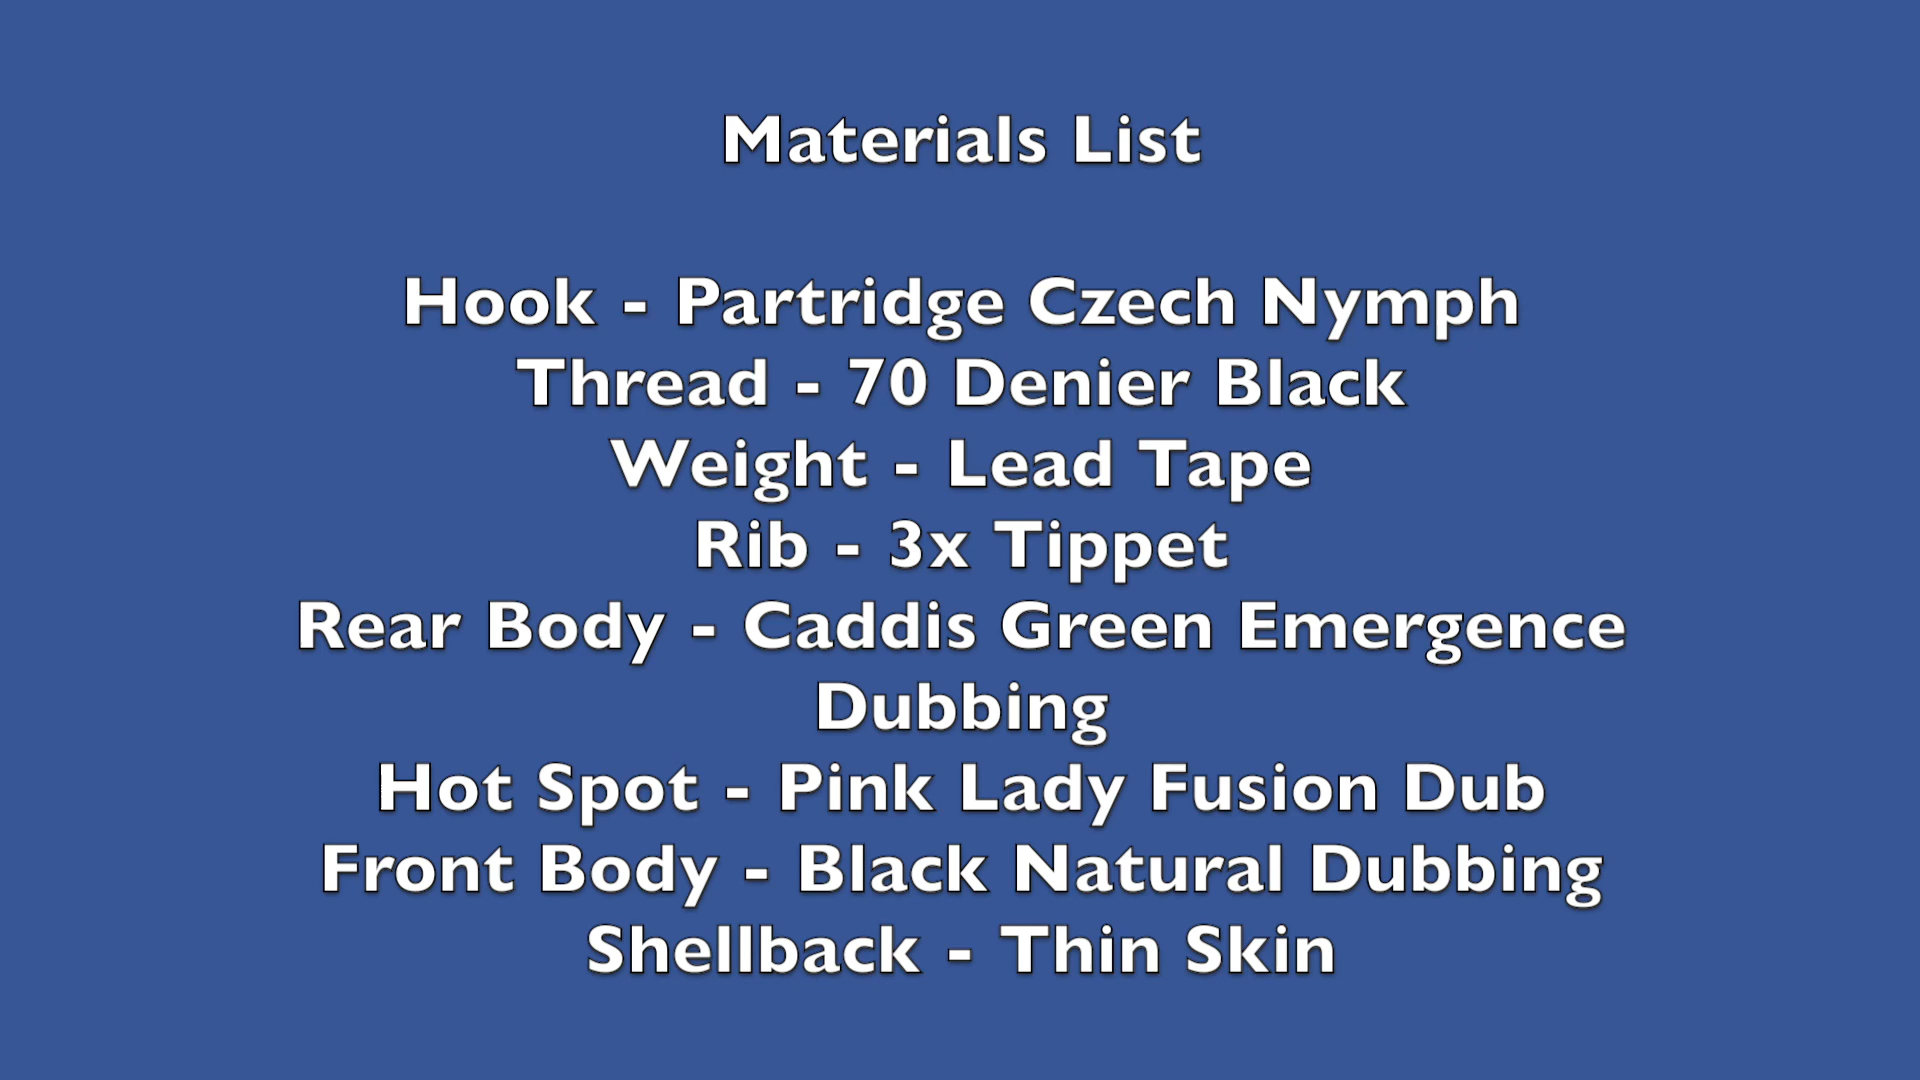 Materials List
Hook - Partridge Czech Nymph
Thread - 70 Denier Black
Weight - Lead Tape
Rib - 3x Tippet
Rear Body - Caddis Green Emergence
Dubbing
Hot Spot - Pink Lady Fusion Dub
Front Body - Black Natural Dubbing
Shellback - Thin Skin